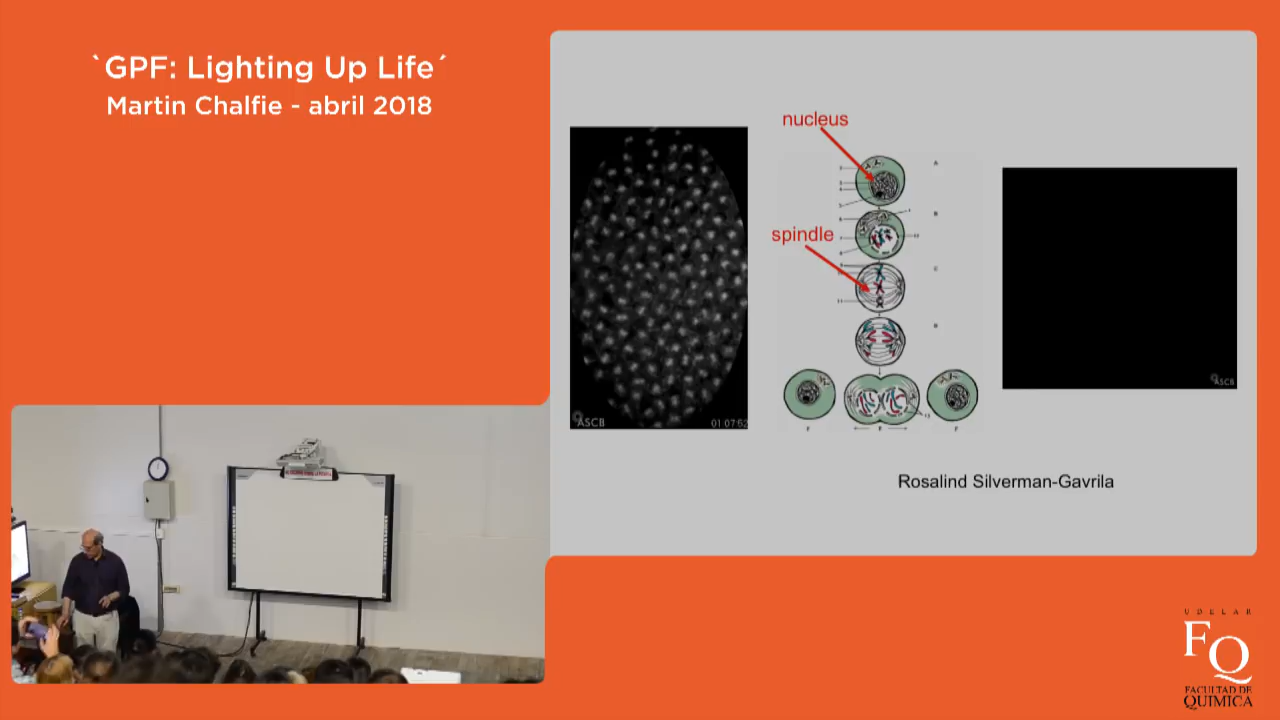 `GPF: Lighting Up Life´
Martin Chalfie - abril 2018
nucleus
spindle
A
B
C
ASCB
01:07:52
ASCB
Rosalind Silverman-Gavrila
UDELAR
FQ
FACULTAD DE
QUIMICA